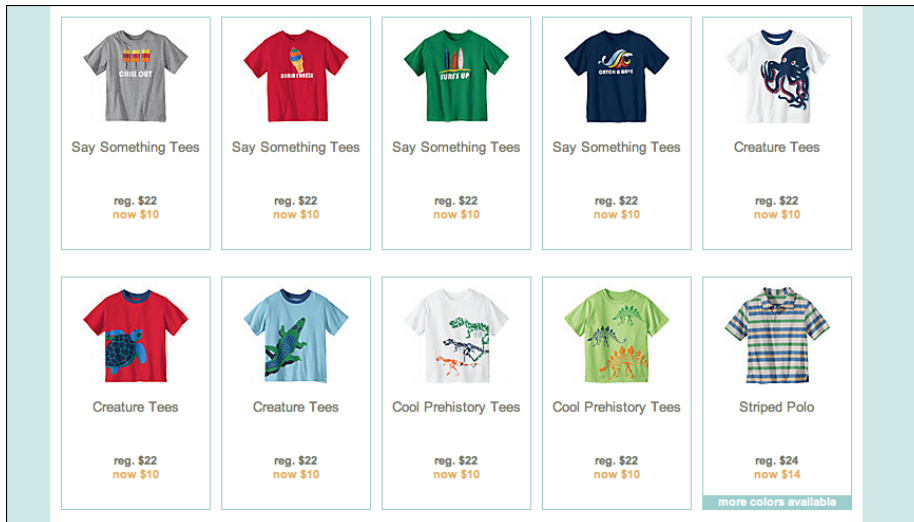 CHILL OUT
SURF'S UP
CATCH A WAVE
Say Something Tees
Say Something Tees
Say Something Tees
Say Something Tees
Creature Tees
reg. $22
now $10
reg. $22
now $10
reg. $22
now $10
reg. $22
now $10
reg. $22
now $10
Creature Tees
Creature Tees
Cool Prehistory Tees
Cool Prehistory Tees
Striped Polo
reg. $22
now $10
reg. $22
now $10
reg. $22
now $10
reg. $22
now $10
reg. $24
now $14
more colors available